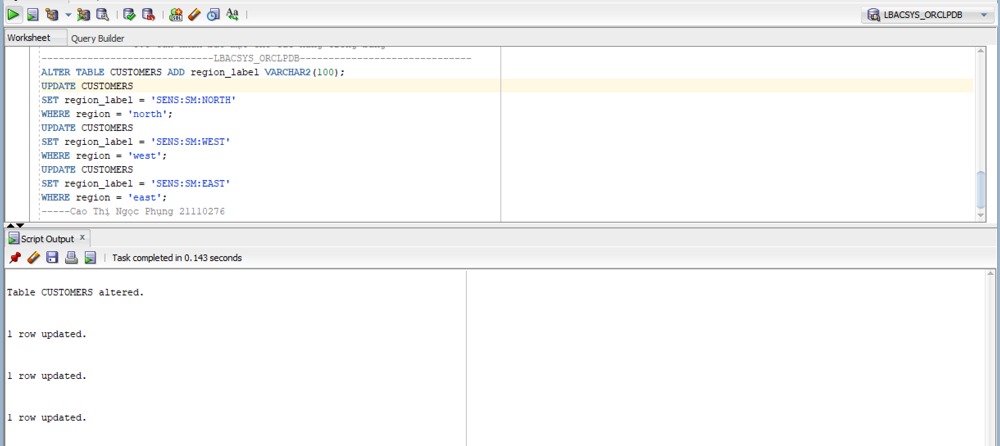 LBACSYS_ORCLPDB
Worksheet
Query Builder
------------------------------LBACSYS_ORCLPDB------------------------------
ALTER TABLE CUSTOMERS ADD region_label VARCHAR2(100);
UPDATE CUSTOMERS
SET region_label = 'SENS:SM:NORTH'
WHERE region = 'north';
UPDATE CUSTOMERS
SET region_label = 'SENS:SM:WEST'
WHERE region = 'west';
UPDATE CUSTOMERS
SET region_label = 'SENS:SM:EAST'
WHERE region = 'east';
-----Cao Thị Ngọc Phụng 21110276
Script Output x
Task completed in 0.143 seconds
Table CUSTOMERS altered.
1 row updated.
1 row updated.
1 row updated.